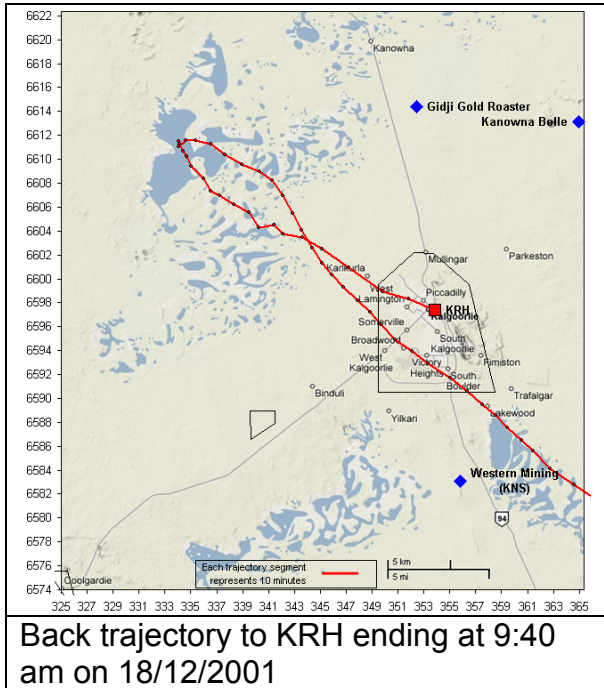 6622
6620
6618
6616
6614
6612
6610
6608
6606
6604
6602
6600
6598
6596
6594
6592
6590
6588
6586
6584
6582
6580
6578
6576
6574
325 327 329 331 333 335 337 339 341 343 345 347 349 351 353 355 357 359 361 363 365
Kanowna
Gidji Gold Roaster
Kanowna Belle
Mullingar
Parkeston
Karlkurla
West
Lamington
Piccadilly
KRH
Kalgoorlie
Somerville
Broadwood
South
Kalgoorlie
West
Kalgoorlie
Victory
Heights
Fimiston
South
Boulder
Trafalgar
Binduli
Lakewood
Yilkari
Western Mining
(KNS)
94
Coolgardie
Each trajectory segment
represents 10 minutes
5 km
5 mi
Back trajectory to KRH ending at 9:40
am on 18/12/2001